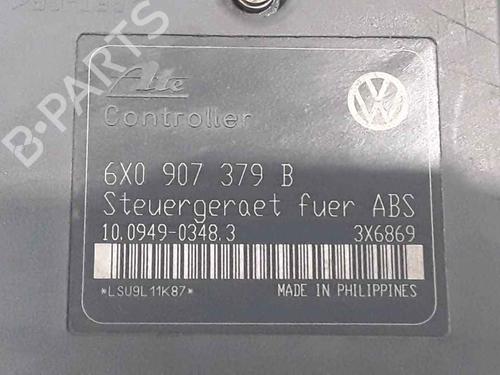 Ate
Controller
6X0 907 379 B
Steuergeraet fuer ABS
10.0949-0348.3 3X6869
*LSU9L11K87*
MADE IN PHILIPPINES
B-PARTS